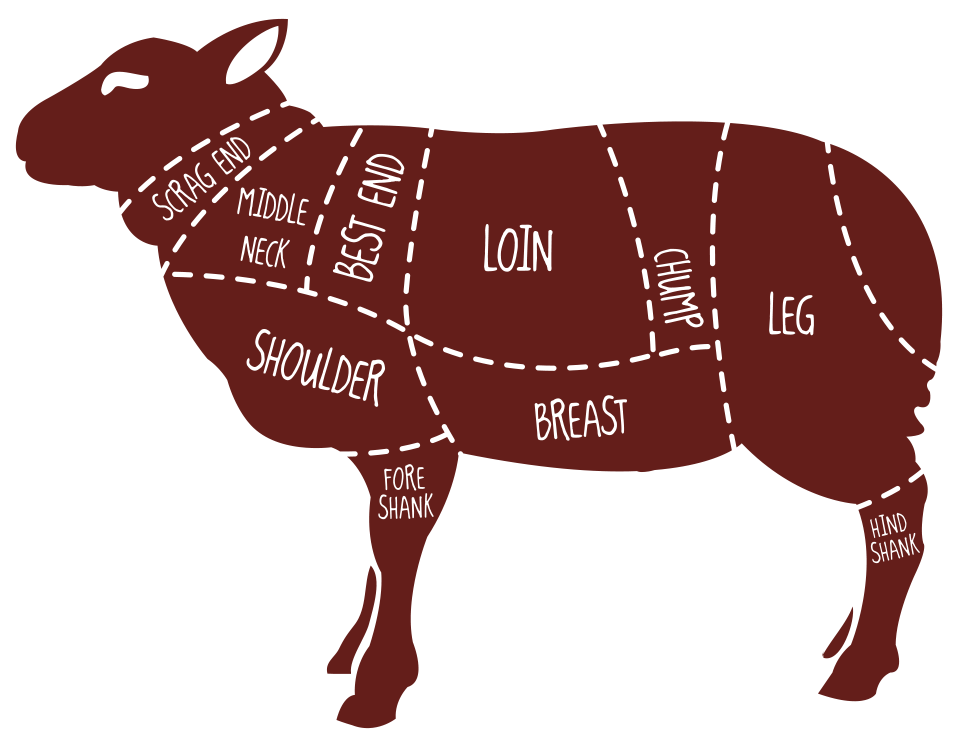 SCRAG END
MIDDLE
NECK
BEST END
LOIN
CHUMP
LEG
SHOULDER
BREAST
FORE
SHANK
HIND
SHANK